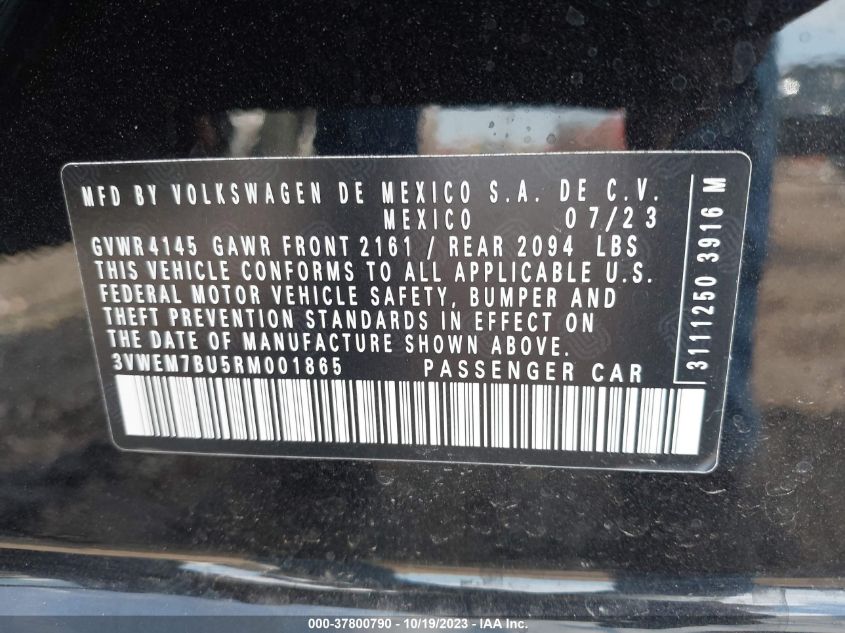 MFD BY VOLKSWAGEN DE MEXICO S.A. DE C.V.
MEXICO 07/23
GVWR 4145 GAWR FRONT 2161 / REAR 2094 LBS
THIS VEHICLE CONFORMS TO ALL APPLICABLE U.S.
FEDERAL MOTOR VEHICLE SAFETY, BUMPER AND
THEFT PREVENTION STANDARDS IN EFFECT ON
THE DATE OF MANUFACTURE SHOWN ABOVE.
3VWEM7BU5RM001865 PASSENGER CAR
3111250 3916 M
000-37800790 - 10/19/2023 - IAA Inc.